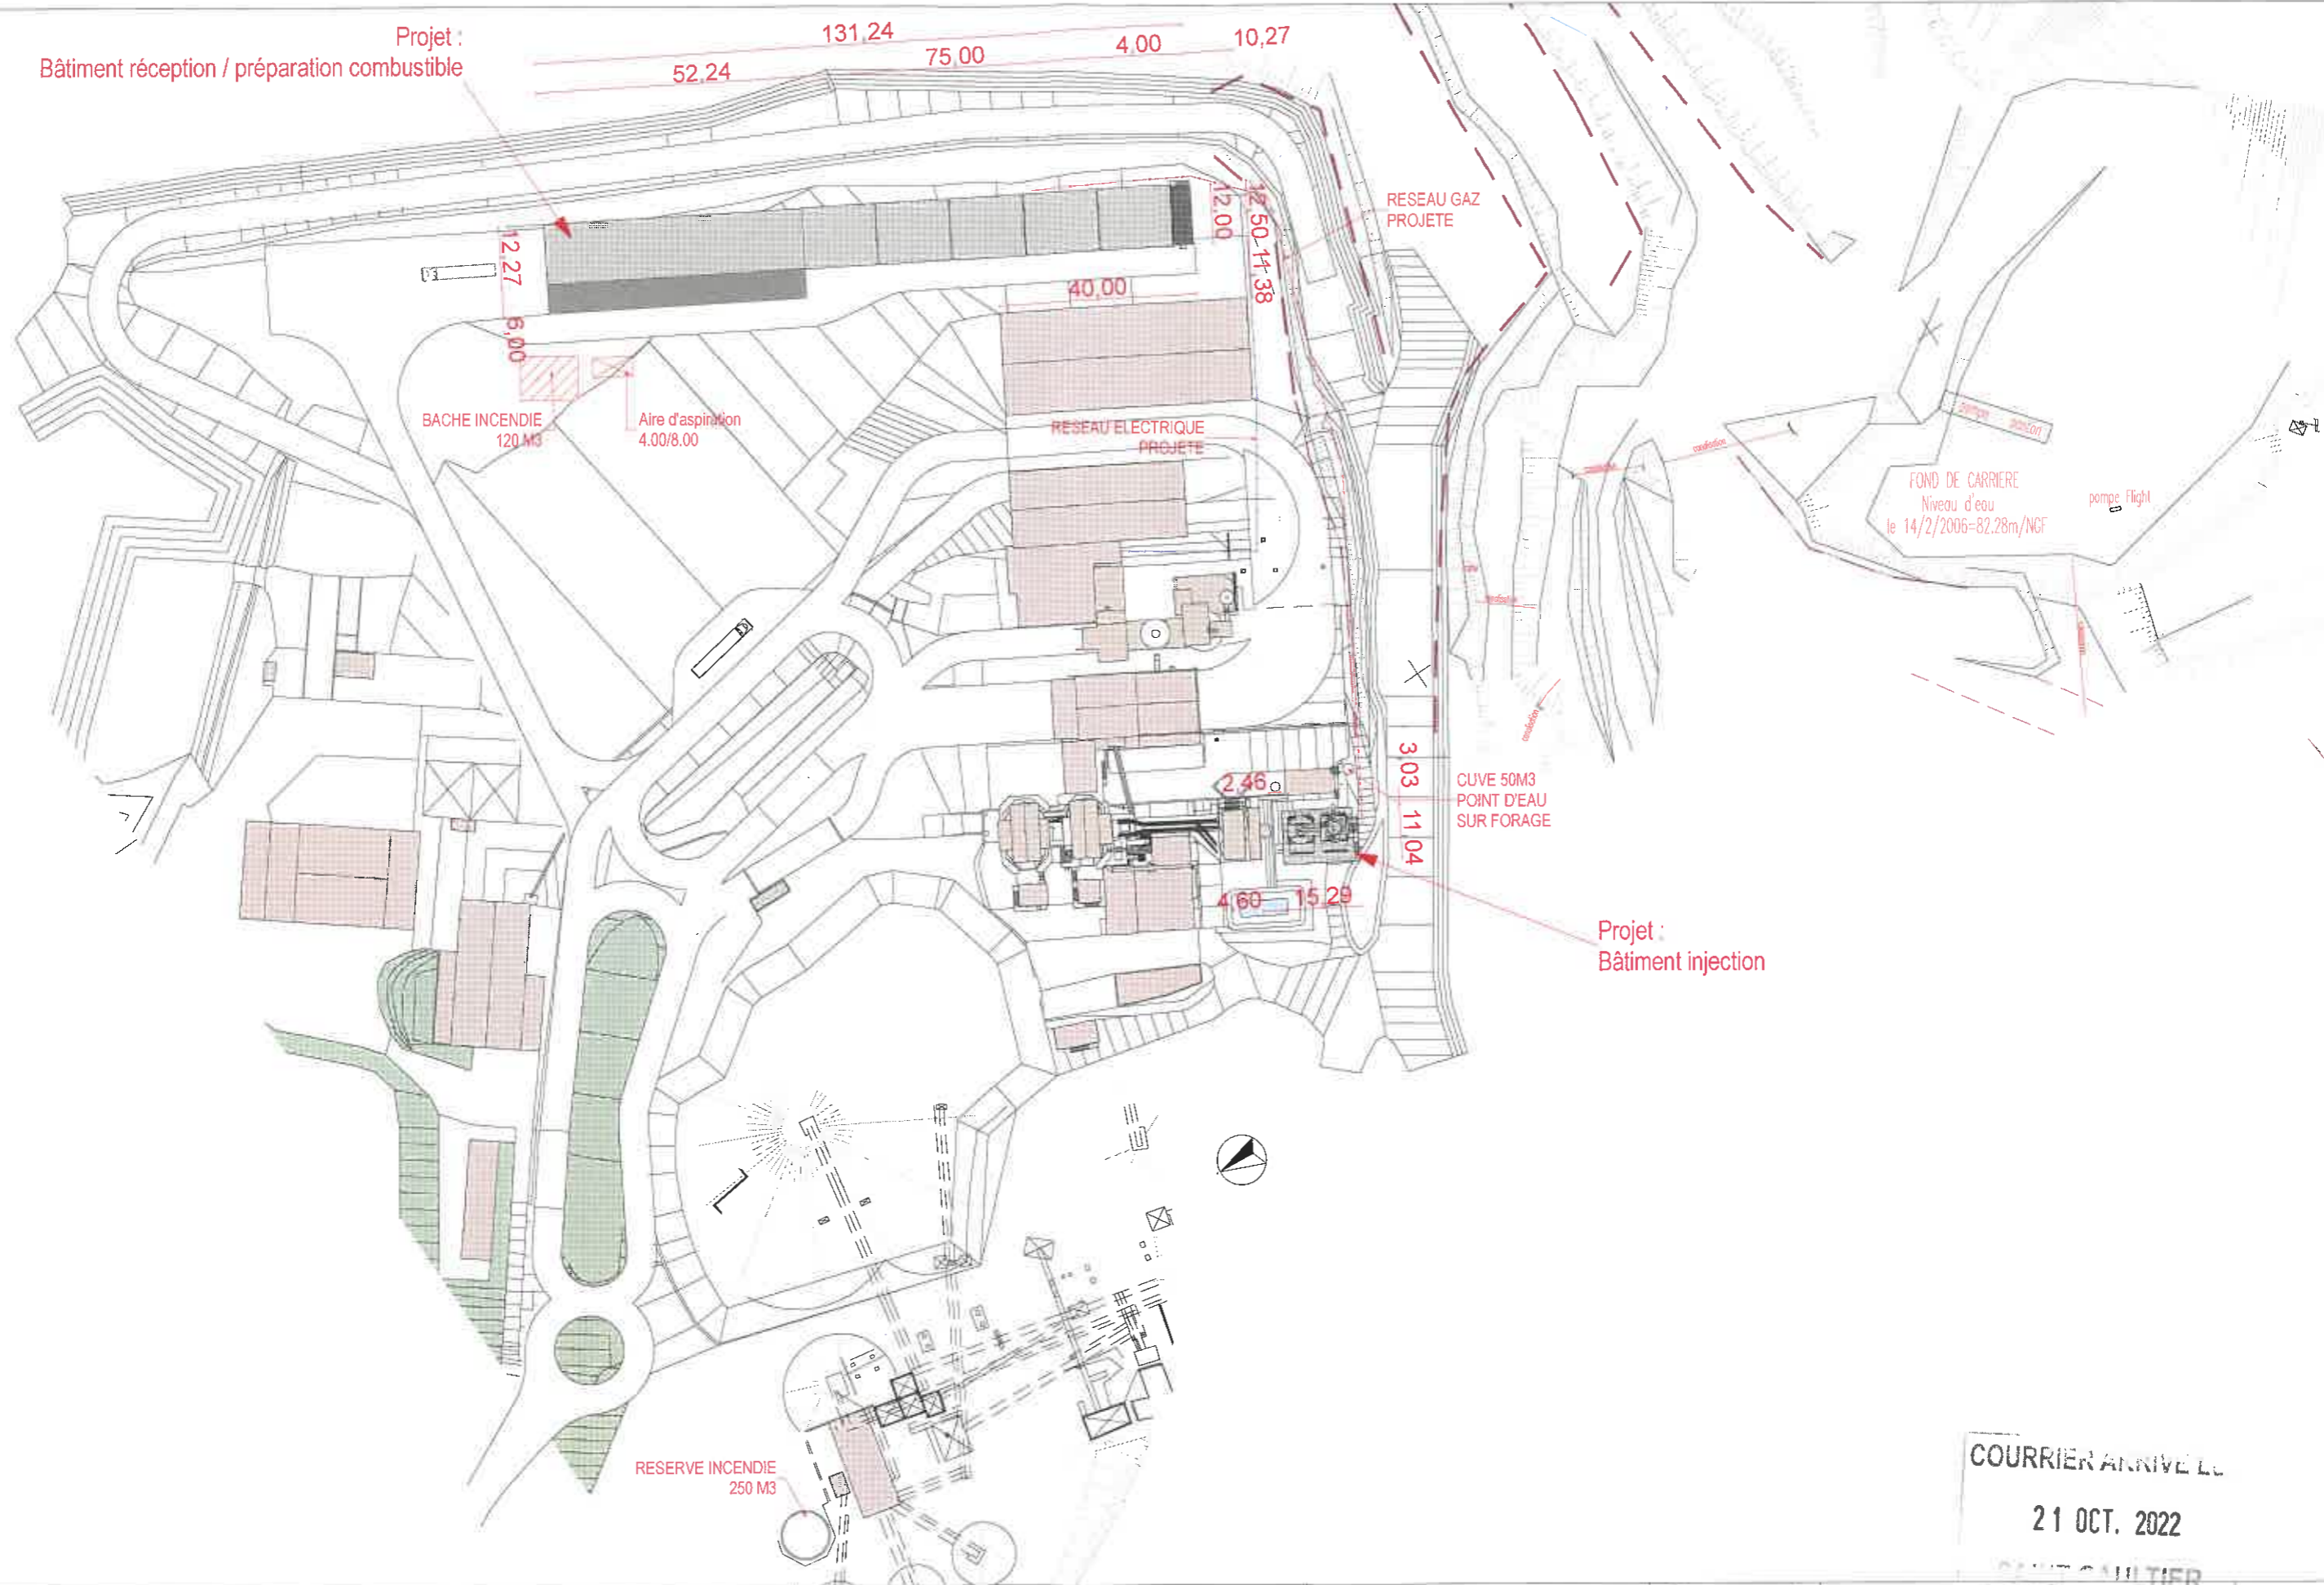 Projet :
Bâtiment réception / préparation combustible
131,24
52,24
75,00
4,00
10,27
RESEAU GAZ
PROJETE
12,00
12,50
11,38
12,27
6,00
40,00
BACHE INCENDIE
120 M3
Aire d'aspiration
4.00/8.00
RESEAU ELECTRIQUE
PROJETE
pompe
FOND DE CARRIERE
Niveau d'eau
le 14/2/2006=82.28m/NGF
pompe Flight
3,03
11,04
2,46
CUVE 50M3
POINT D'EAU
SUR FORAGE
4,60
15,29
Projet :
Bâtiment injection
RESERVE INCENDIE
250 M3
COURRIER ARRIVE LE
21 OCT. 2022